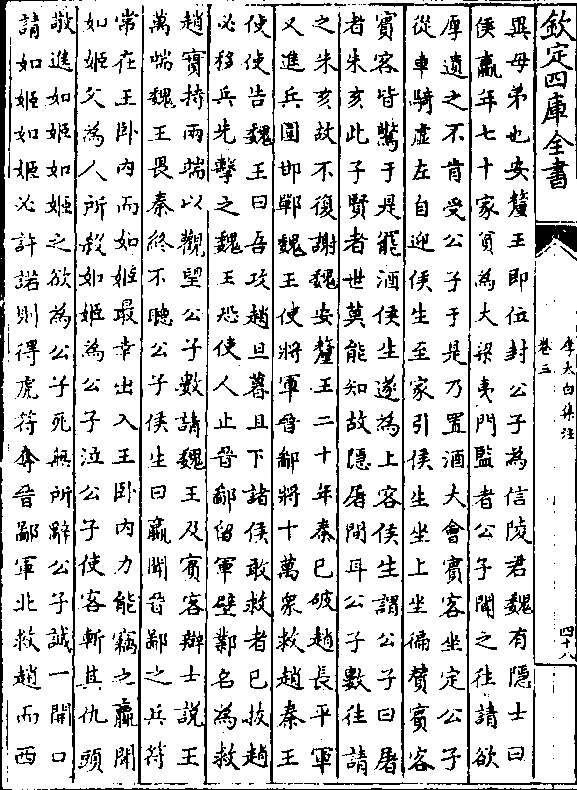 欽定四庫全書
李太白集注
卷三
四十八
異母弟也安釐王即位封公子為信陵君魏有隱士曰
侯嬴年七十家貧為大梁夷門監者公子聞之往請欲
厚遺之不肯受公子于是乃置酒大會賓客坐定公子
從車騎虛左自迎侯生至家引侯生坐上坐徧贊賓客
賓客皆驚于是罷酒侯生遂為上客侯生謂公子曰屠
者朱亥此子賢者世莫能知故隱屠間耳公子數往請
之朱亥故不復謝魏安釐王二十年秦已破趙長平軍
又進兵圍邯鄲魏王使將軍晉鄙將十萬衆救趙秦王
使使告魏王曰吾攻趙旦暮且下諸侯敢救者已拔趙
必移兵先擊之魏王恐使人止晉鄙留軍壁鄴名為救
趙實持兩端以觀望公子數請魏王及賓客辯士說王
萬端魏王畏秦終不聽公子侯生曰嬴聞晉鄙之兵符
常在王卧內而如姬最幸出入王卧內力能竊之嬴聞
如姬父為人所殺如姬為公子泣公子使客斬其仇頭
敬進如姬如姬之欲為公子死無所辭公子誠一開口
請如姬如姬必許諾則得虎符奪晉鄙軍北救趙而西